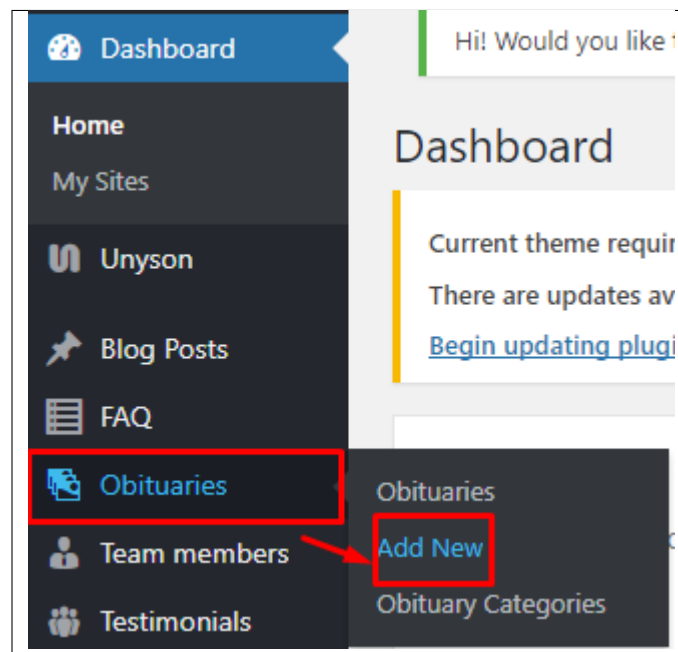 Dashboard
Home
My Sites
Unyson
Blog Posts
FAQ
Obituaries
Team members
Testimonials
Hi! Would you like
Dashboard
Current theme requi
There are updates av
Begin updating plugi
Obituaries
Add New
Obituary Categories